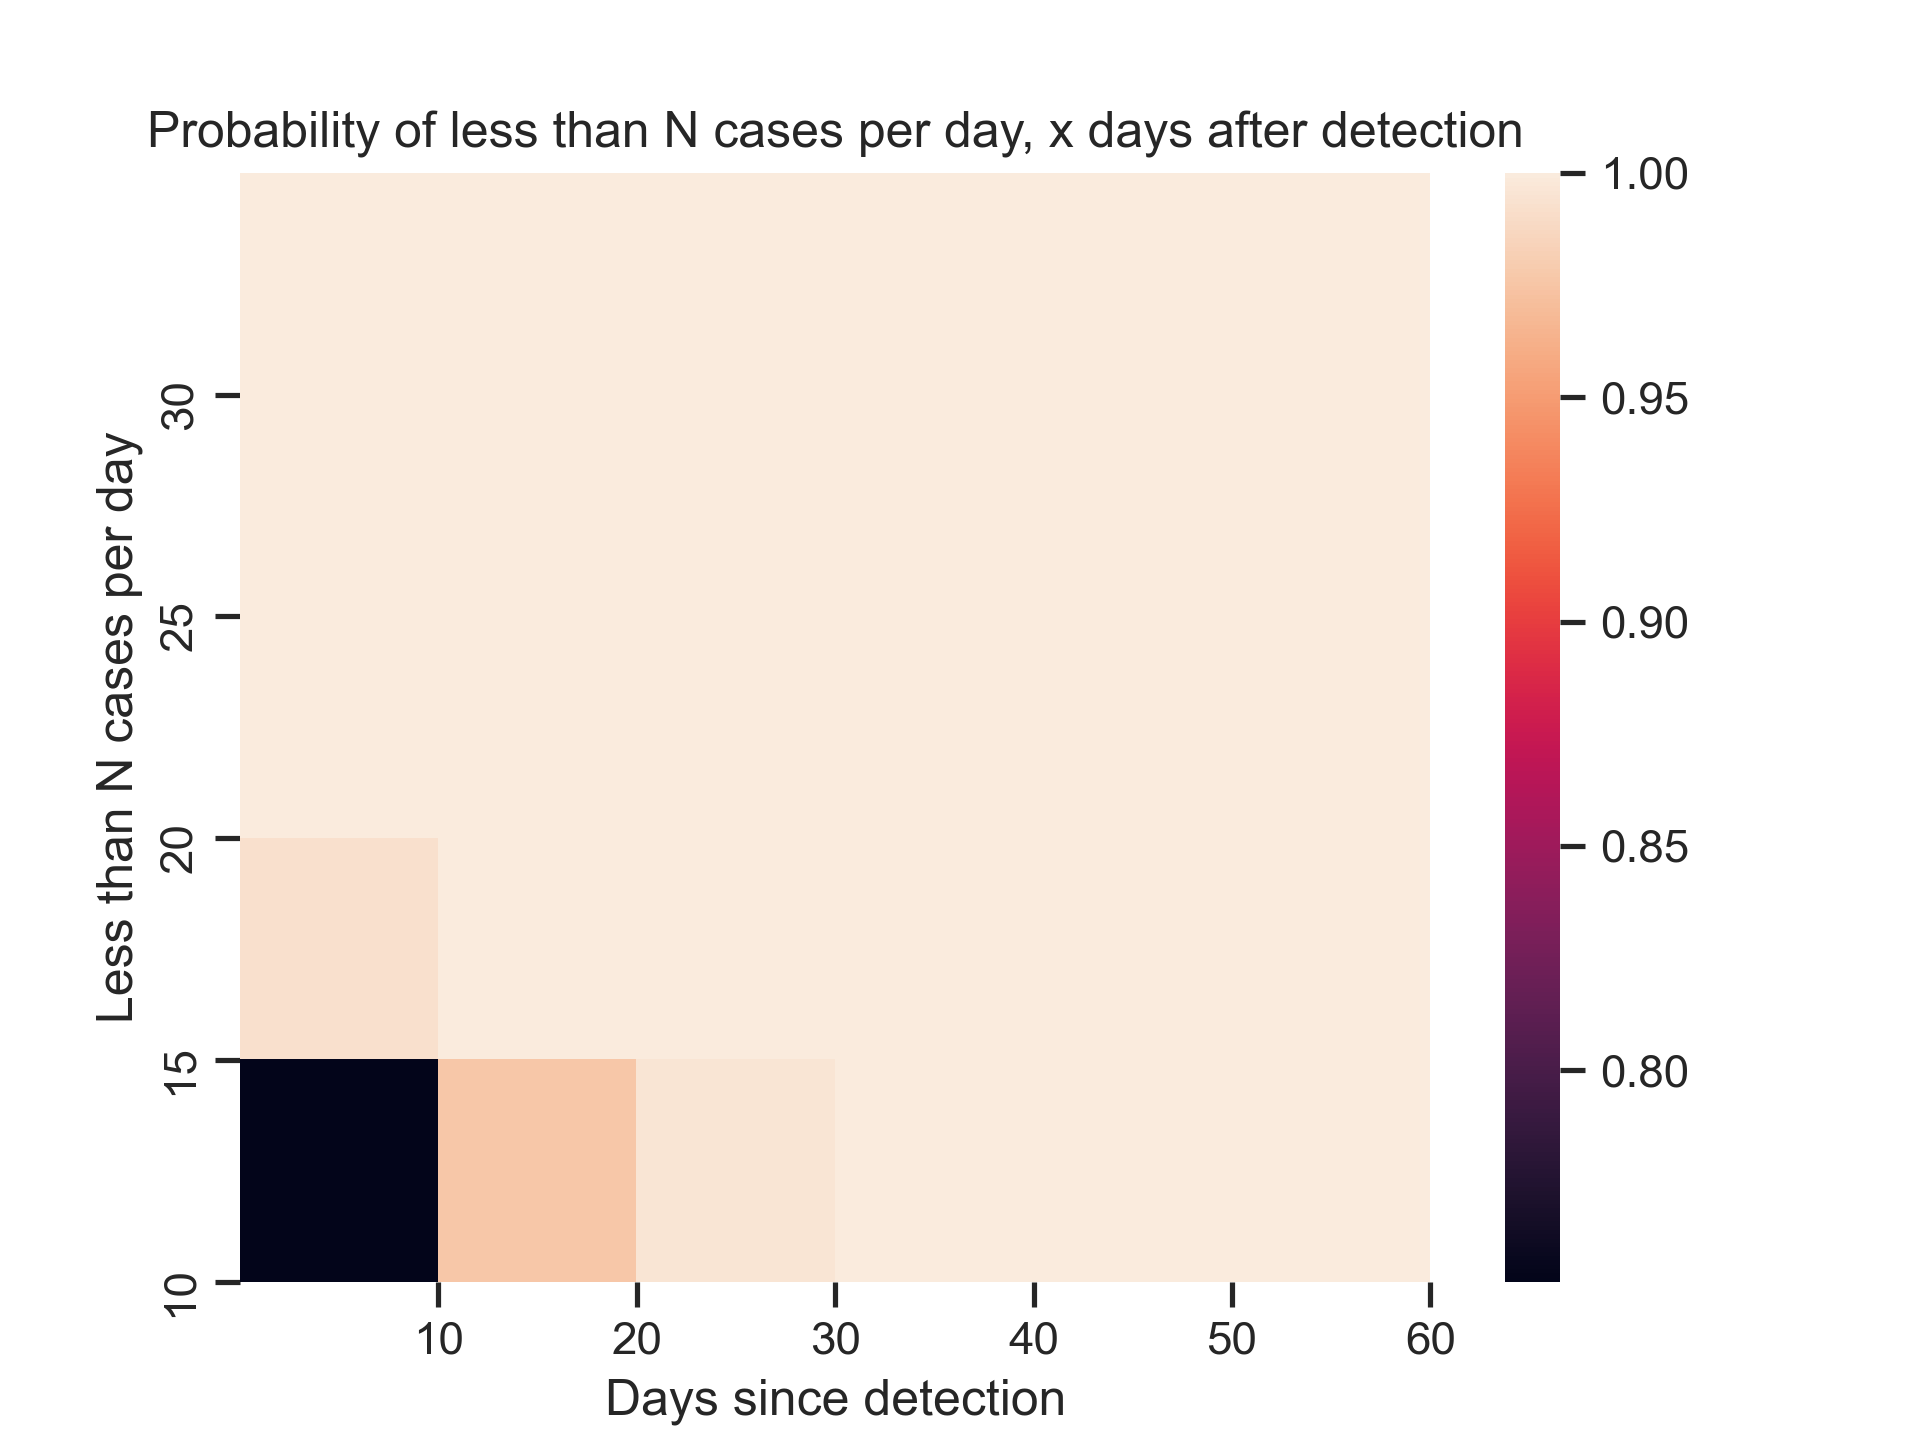 Probability of less than N cases per day, x days after detection
Less than N cases per day
30
25
20
15
10
10 20 30 40 50 60
Days since detection
1.00
0.95
0.90
0.85
0.80